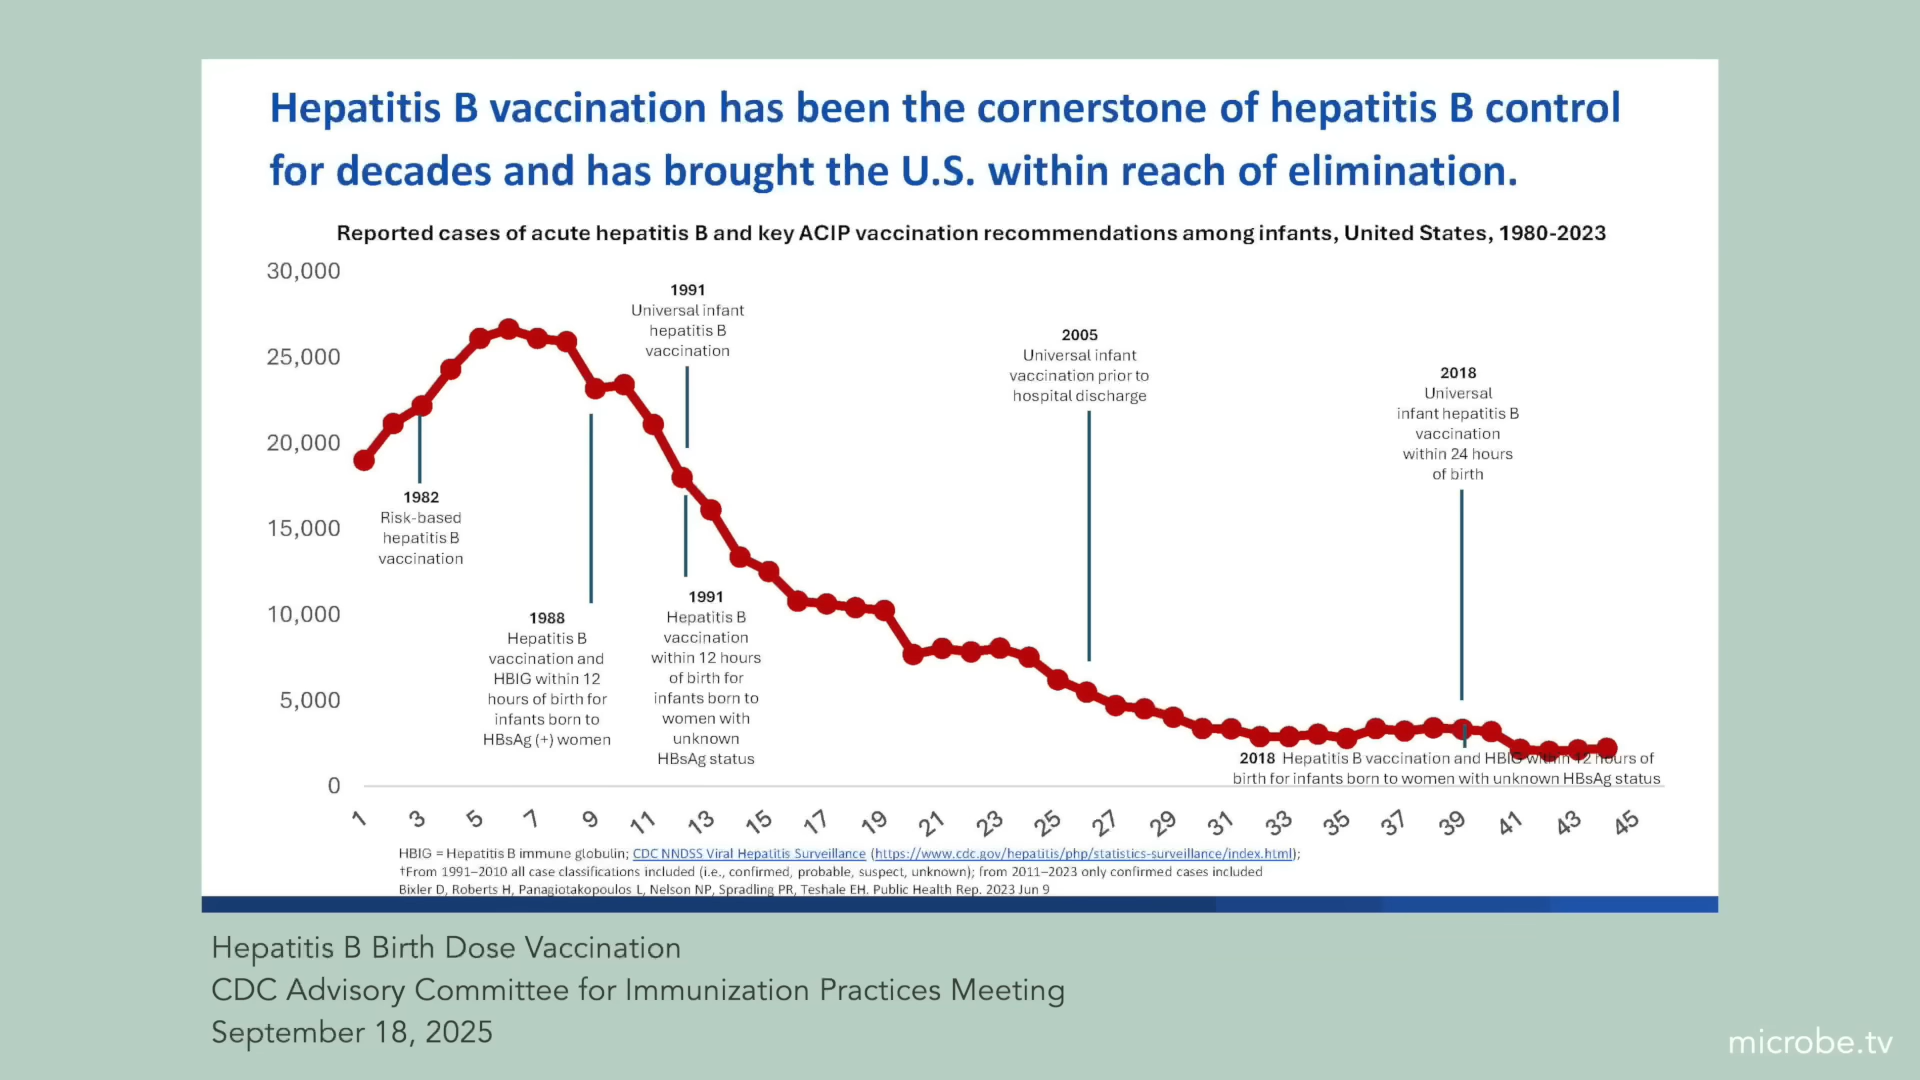 Hepatitis B vaccination has been the cornerstone of hepatitis B control
for decades and has brought the U.S. within reach of elimination.
Reported cases of acute hepatitis B and key ACIP vaccination recommendations among infants, United States, 1980-2023
30,000
25,000
20,000
15,000
10,000
5,000
0
1982
Risk-based
hepatitis B
vaccination
1988
Hepatitis B
vaccination and
HBIG within 12
hours of birth for
infants born to
HBsAg (+) women
1991
Universal infant
hepatitis B
vaccination
1991
Hepatitis B
vaccination
within 12 hours
of birth for
infants born to
women with
unknown
HBsAg status
2005
Universal infant
vaccination prior to
hospital discharge
2018
Universal
infant hepatitis B
vaccination
within 24 hours
of birth
2018 Hepatitis B vaccination and HBIG within 12 hours of
birth for infants born to women with unknown HBsAg status
1 3 5 7 9 11 13 15 17 19 21 23 25 27 29 31 33 35 37 39 41 43 45
HBIG = Hepatitis B immune globulin; CDC NNDSS Viral Hepatitis Surveillance (https://www.cdc.gov/hepatitis/php/statistics-surveillance/index.html);
†From 1991–2010 all case classifications included (i.e., confirmed, probable, suspect, unknown); from 2011–2023 only confirmed cases included
Bixler D, Roberts H, Panagiotakopoulos L, Nelson NP, Spradling PR, Teshale EH. Public Health Rep. 2023 Jun 9
Hepatitis B Birth Dose Vaccination
CDC Advisory Committee for Immunization Practices Meeting
September 18, 2025
microbe.tv